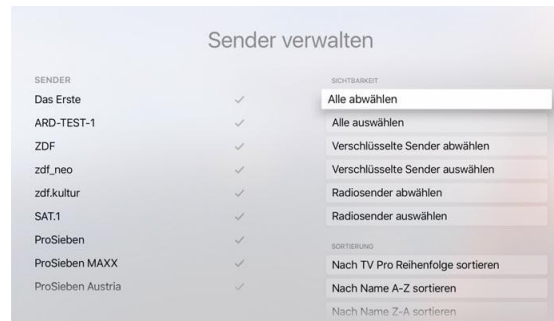 Sender verwalten
SENDER
Das Erste
ARD-TEST-1
ZDF
zdf_neo
zdf.kultur
SAT.1
ProSieben
ProSieben MAXX
ProSieben Austria
SICHTBARKEIT
Alle abwählen
Alle auswählen
Verschlüsselte Sender abwählen
Verschlüsselte Sender auswählen
Radiosender abwählen
Radiosender auswählen
SORTIERUNG
Nach TV Pro Reihenfolge sortieren
Nach Name A-Z sortieren
Nach Name Z-A sortieren